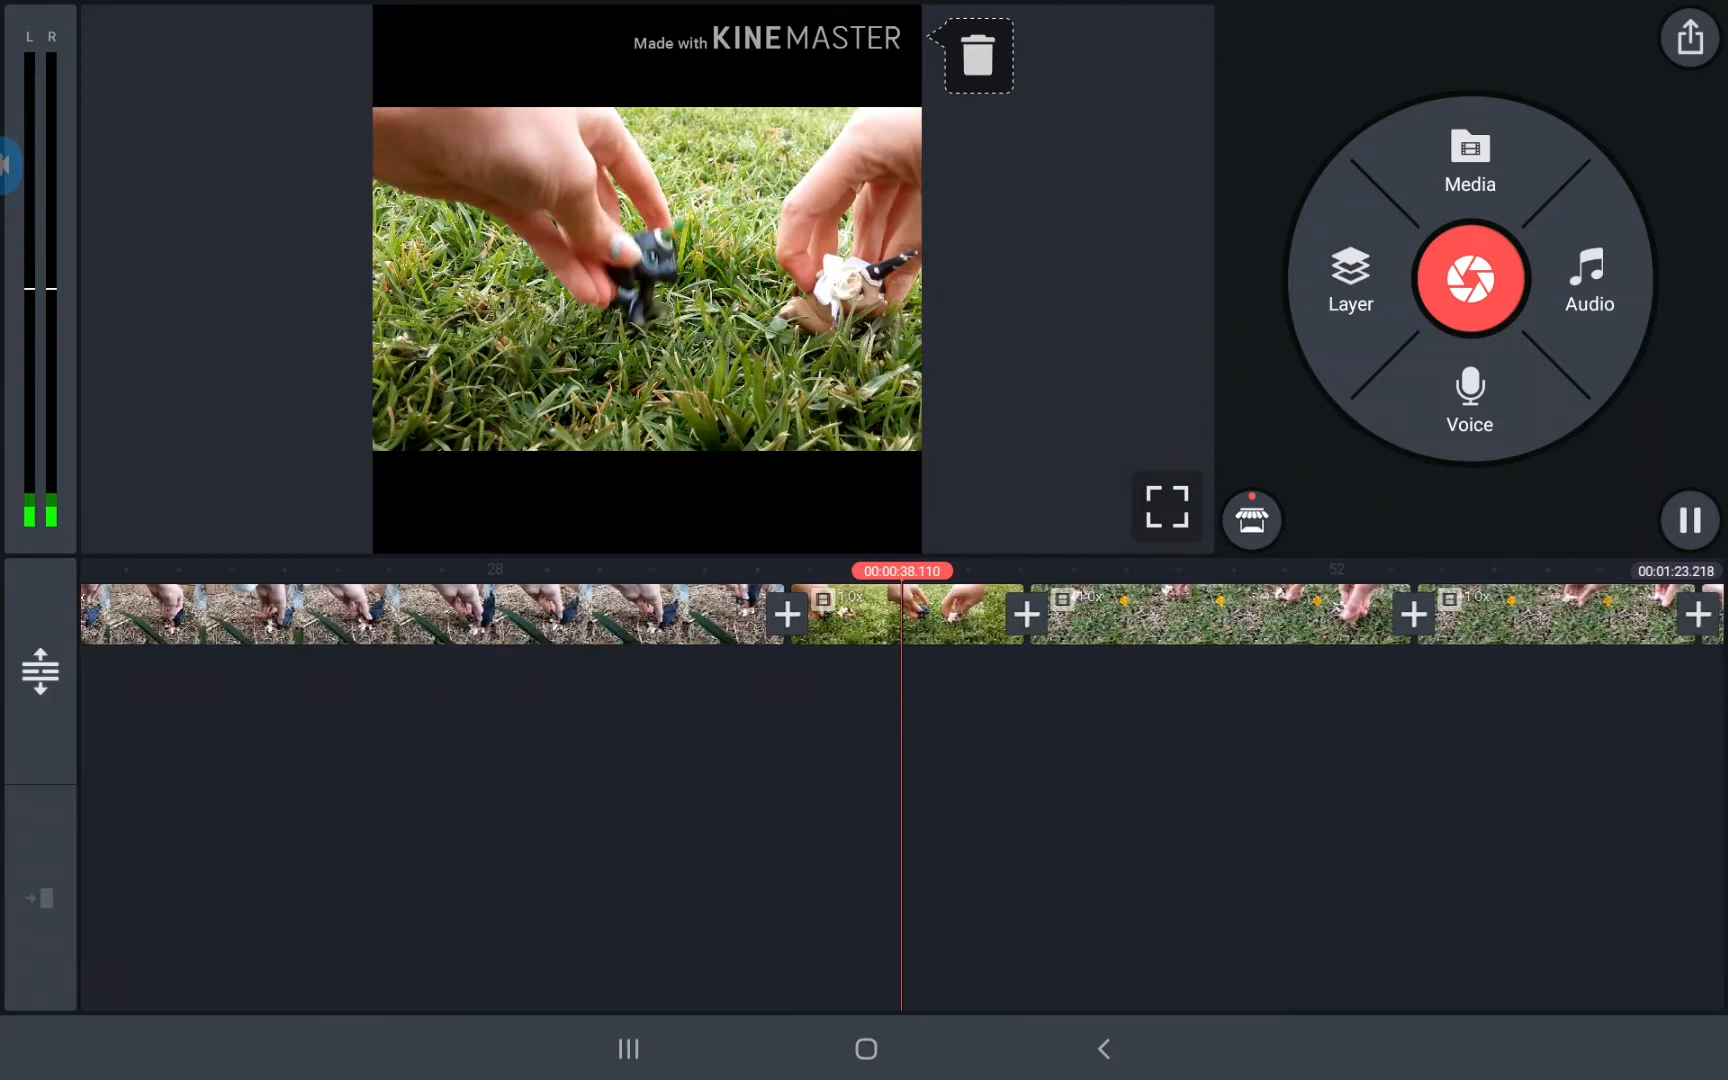 L R
Made with KINEMASTER
Media
Layer
Audio
Voice
28
00:00:38.110
52
00:01:23.218
1.0x
1.0x
1.0x